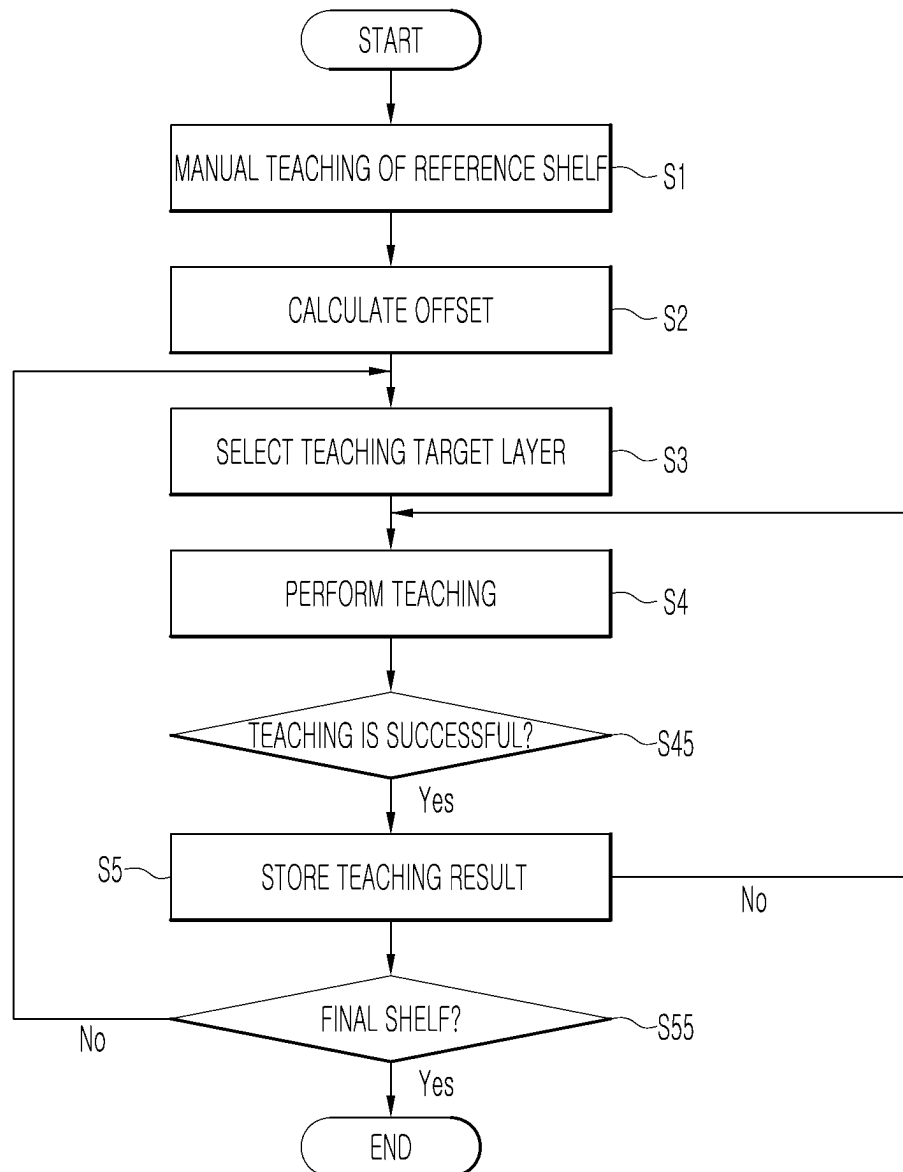 START
MANUAL TEACHING OF REFERENCE SHELF
S1
CALCULATE OFFSET
S2
SELECT TEACHING TARGET LAYER
S3
PERFORM TEACHING
S4
TEACHING IS SUCCESSFUL?
S45
Yes
S5
STORE TEACHING RESULT
No
FINAL SHELF?
S55
No
Yes
END